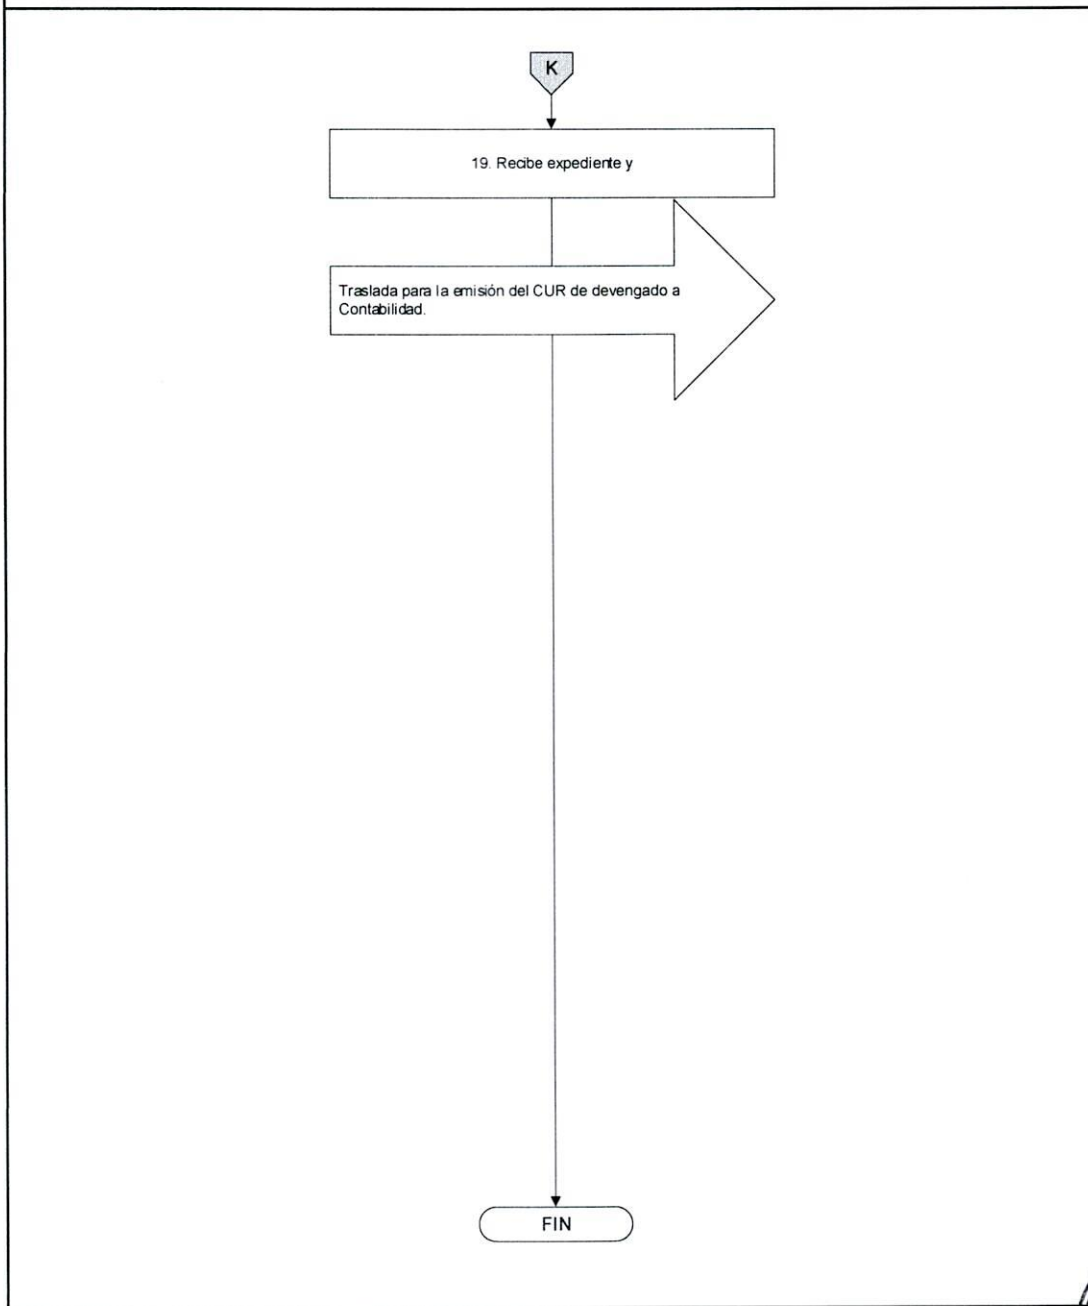 K
19. Recibe expediente y
Traslada para la emisión del CUR de devengado a
Contabilidad.
FIN